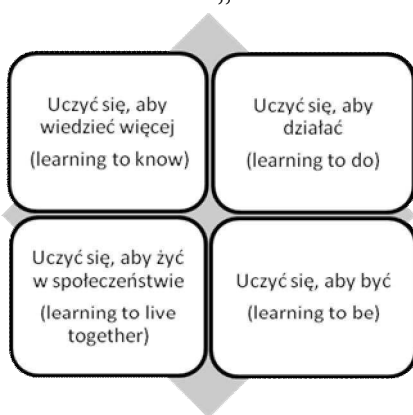 Uczyć się, aby
wiedzieć więcej
(learning to know)
Uczyć się, aby
działać
(learning to do)
Uczyć się, aby żyć
w społeczeństwie
(learning to live
together)
Uczyć się, aby być
(learning to be)